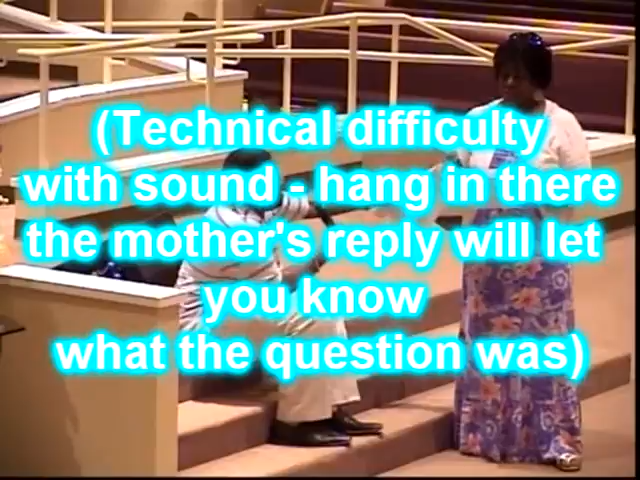 (Technical difficulty
with sound - hang in there
the mother's reply will let
you know
what the question was)